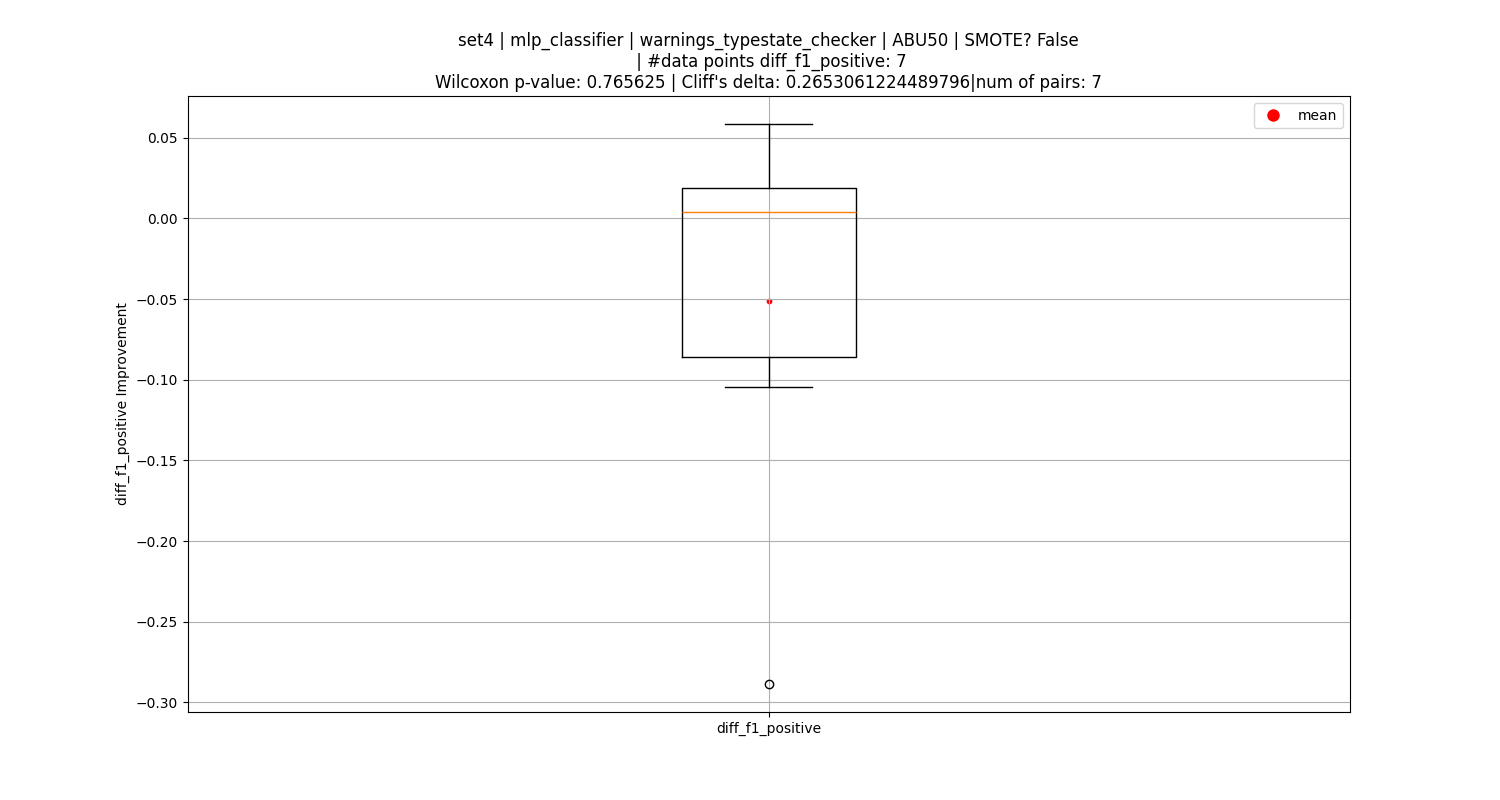 set4 | mlp_classifier | warnings_typestate_checker | ABU50 | SMOTE? False
| #data points diff_f1_positive: 7
Wilcoxon p-value: 0.765625 | Cliff's delta: 0.2653061224489796|num of pairs: 7
mean
0.05
0.00
−0.05
−0.10
−0.15
−0.20
−0.25
−0.30
diff_f1_positive Improvement
diff_f1_positive